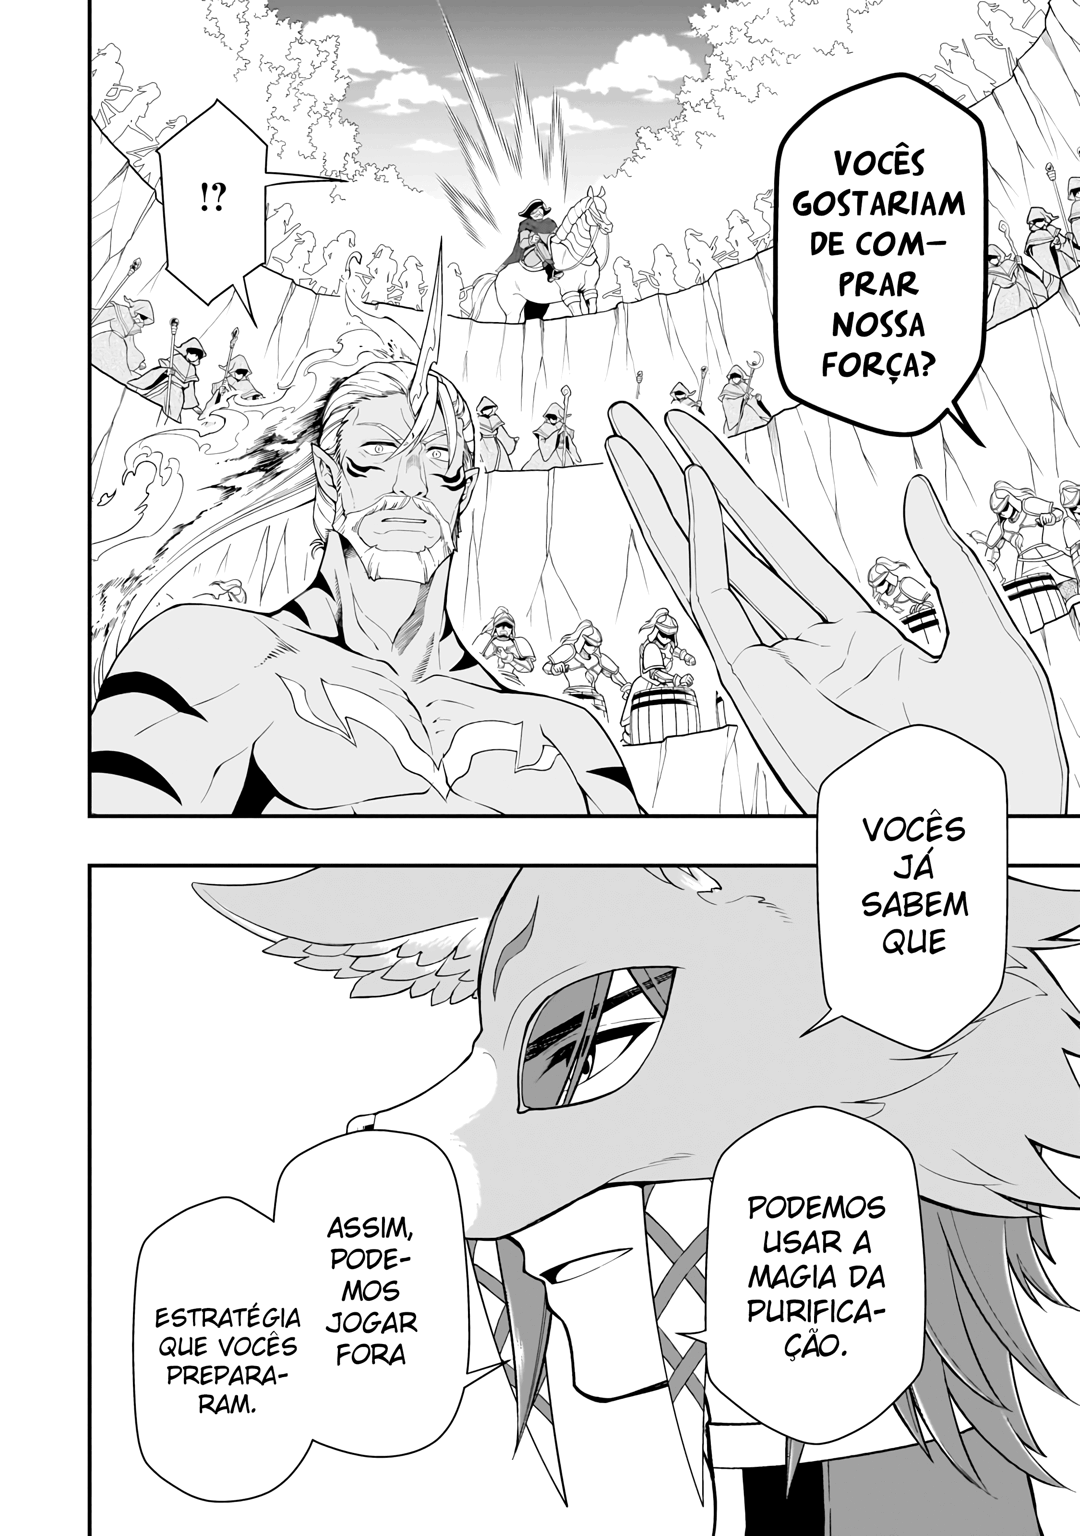 VOCÊS
GOSTARIAM
DE COM-
PRAR
NOSSA
FORÇA?
!?
VOCÊS
JÁ
SABEM
QUE
PODEMOS
USAR A
MAGIA DA
PURIFICA-
ÇÃO.
ASSIM,
PODE-
MOS
JOGAR
FORA
ESTRATÉGIA
QUE VOCÊS
PREPARA-
RAM.